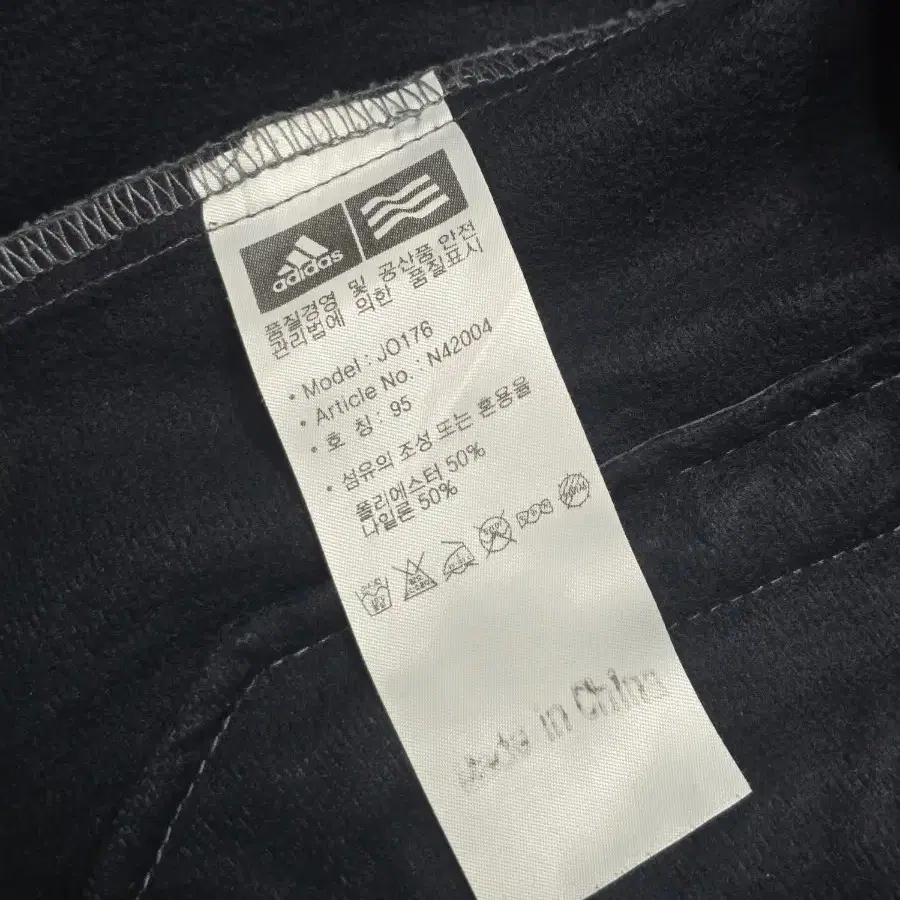 adidas
품질경영 및 공산품 안전
관리법에 의한 품질표시
• Model : JO176
• Article No. : N42004
• 호 칭 : 95
• 섬유의 조성 또는 혼용율
폴리에스터 50%
나일론 50%
Made in China